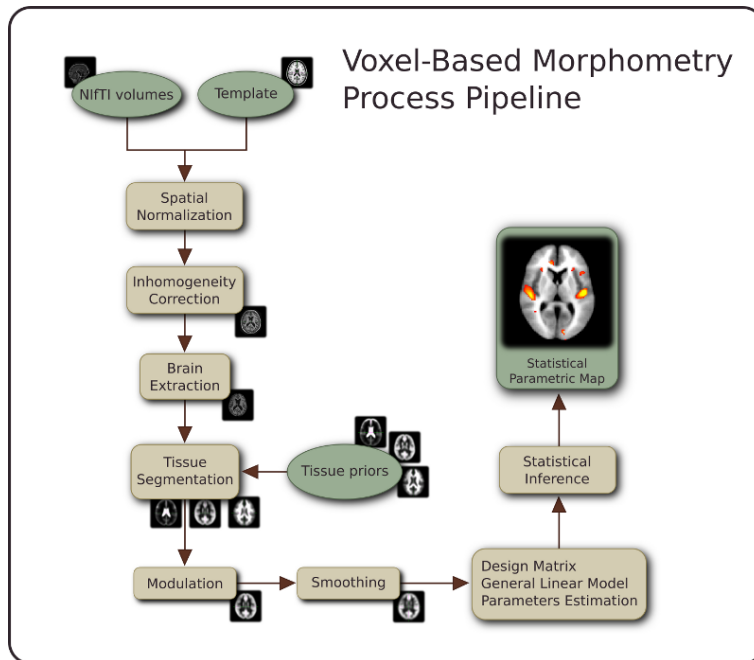 Voxel-Based Morphometry
Process Pipeline
NIfTI volumes
Template
Spatial
Normalization
Inhomogeneity
Correction
Brain
Extraction
Tissue
Segmentation
Tissue priors
Modulation
Smoothing
Design Matrix
General Linear Model
Parameters Estimation
Statistical
Inference
Statistical
Parametric Map